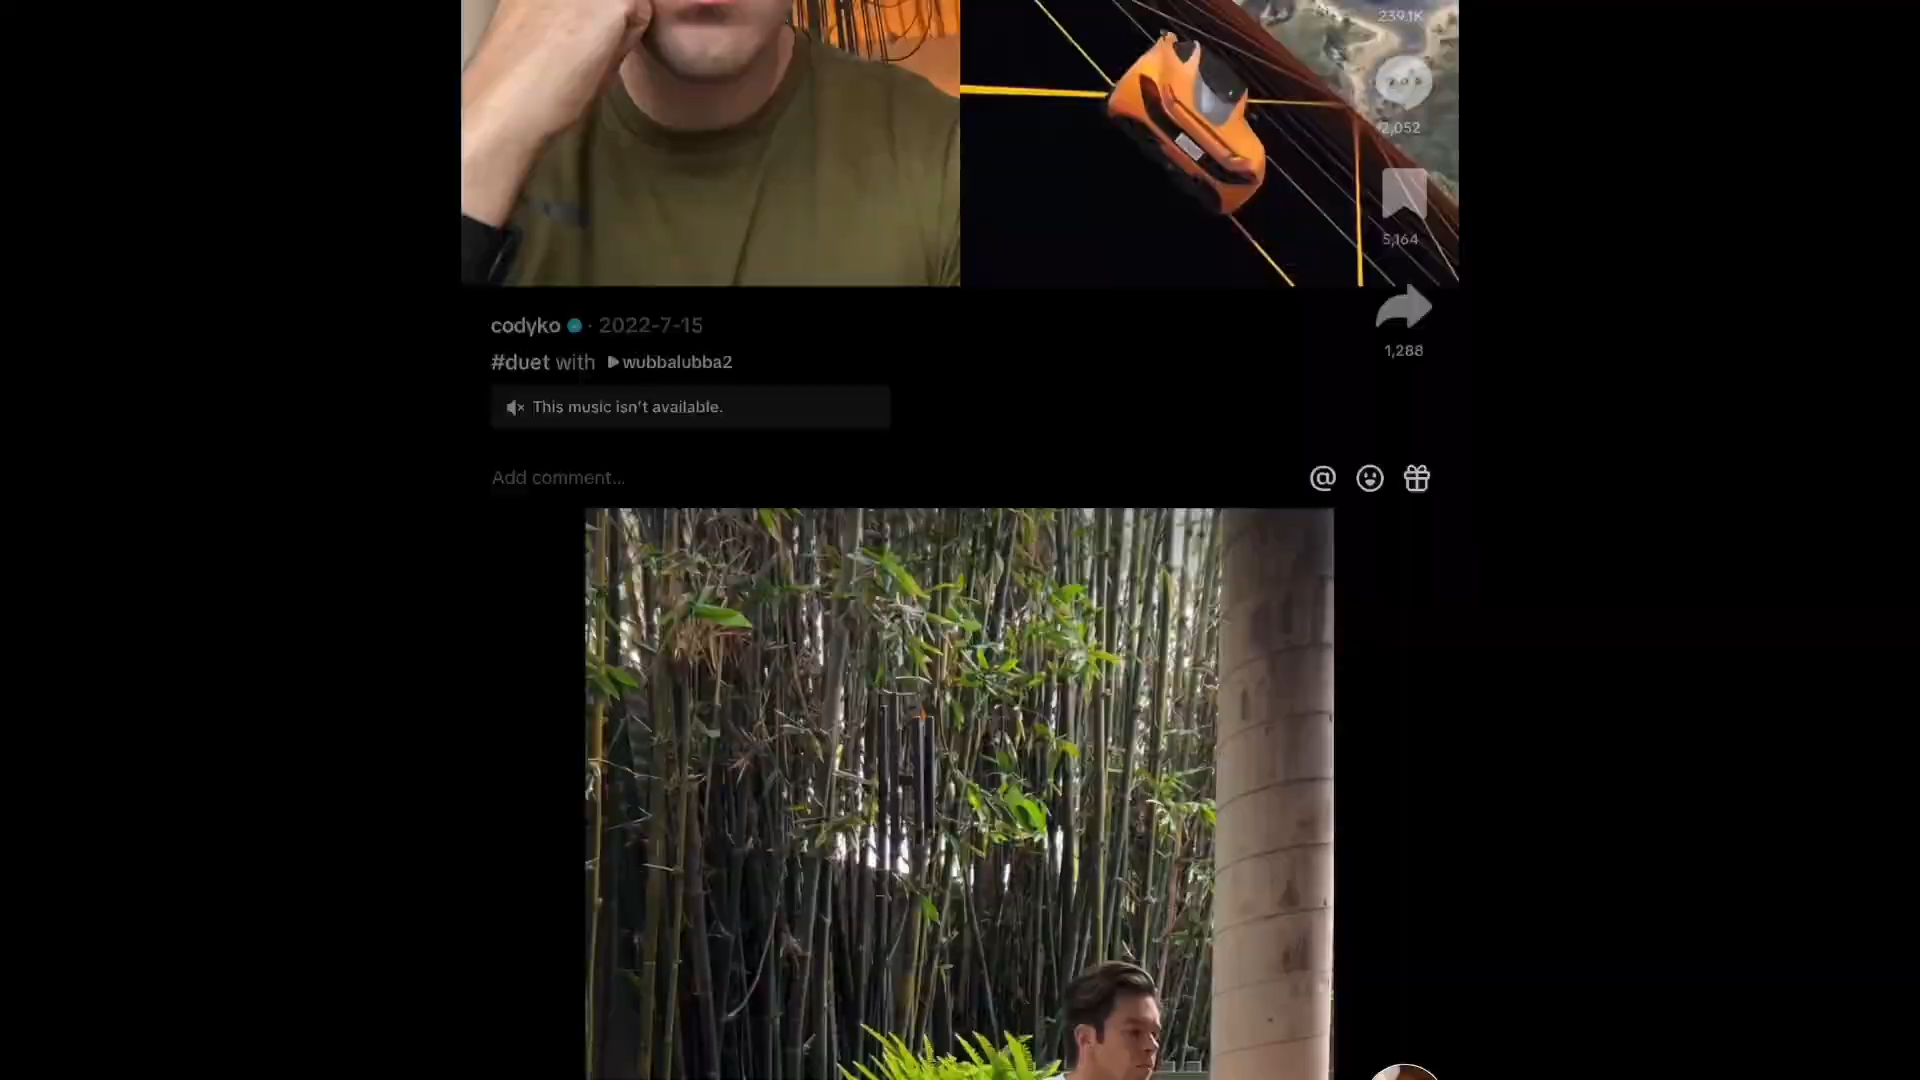 239.1K
2,052
5,164
codyko · 2022-7-15
1,288
#duet with wubbalubba2
This music isn't available.
Add comment...